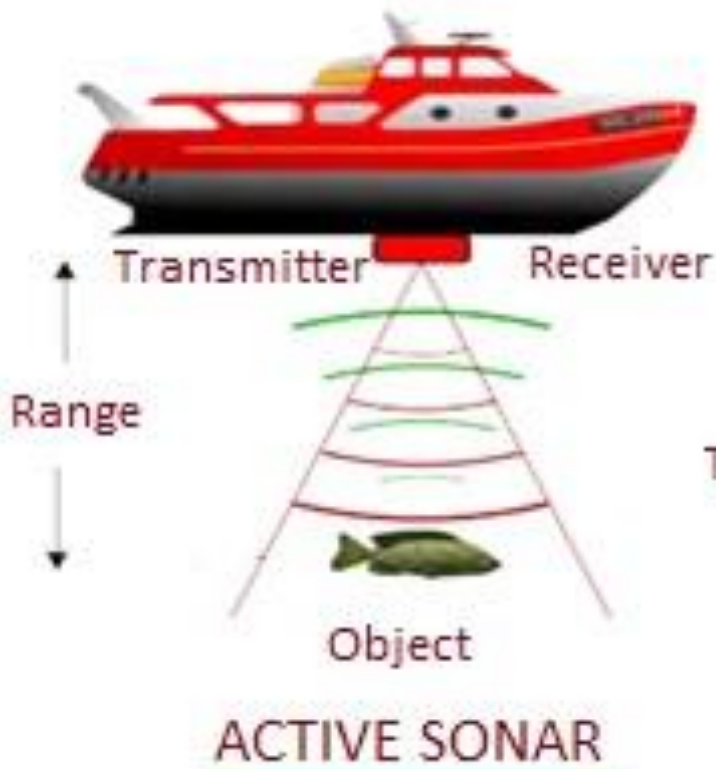 Transmitter
Receiver
Range
T
Object
ACTIVE SONAR